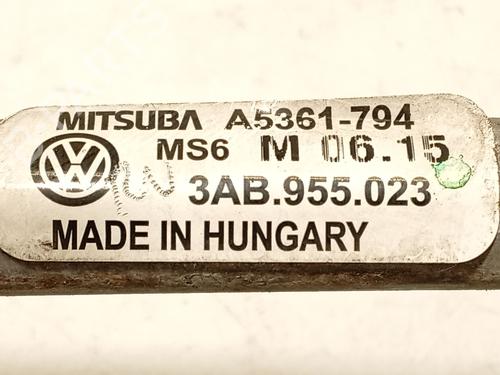 MITSUBA A5361-794
MS6 M 06.15
3AB.955.023
MADE IN HUNGARY